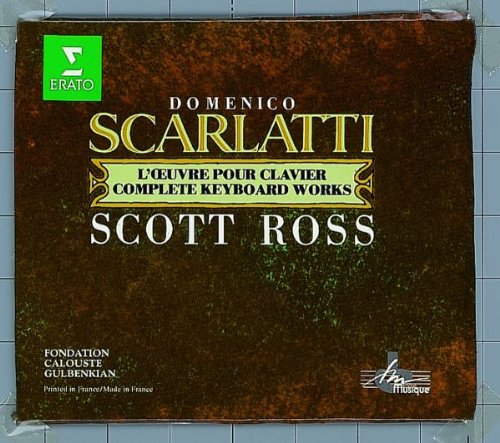 ERATO
DOMENICO
SCARLATTI
L'ŒUVRE POUR CLAVIER
COMPLETE KEYBOARD WORKS
SCOTT ROSS
FONDATION
CALOUSTE
GULBENKIAN
Printed in France/Made in France
fm
musique